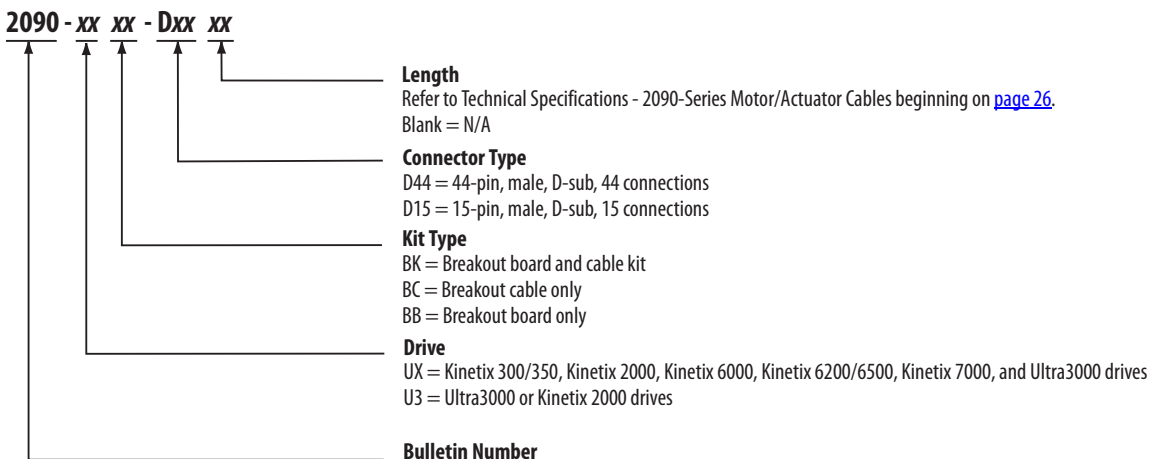 2090 - xx xx - Dxx xx
Length
Refer to Technical Specifications - 2090-Series Motor/Actuator Cables beginning on page 26.
Blank = N/A
Connector Type
D44 = 44-pin, male, D-sub, 44 connections
D15 = 15-pin, male, D-sub, 15 connections
Kit Type
BK = Breakout board and cable kit
BC = Breakout cable only
BB = Breakout board only
Drive
UX = Kinetix 300/350, Kinetix 2000, Kinetix 6000, Kinetix 6200/6500, Kinetix 7000, and Ultra3000 drives
U3 = Ultra3000 or Kinetix 2000 drives
Bulletin Number